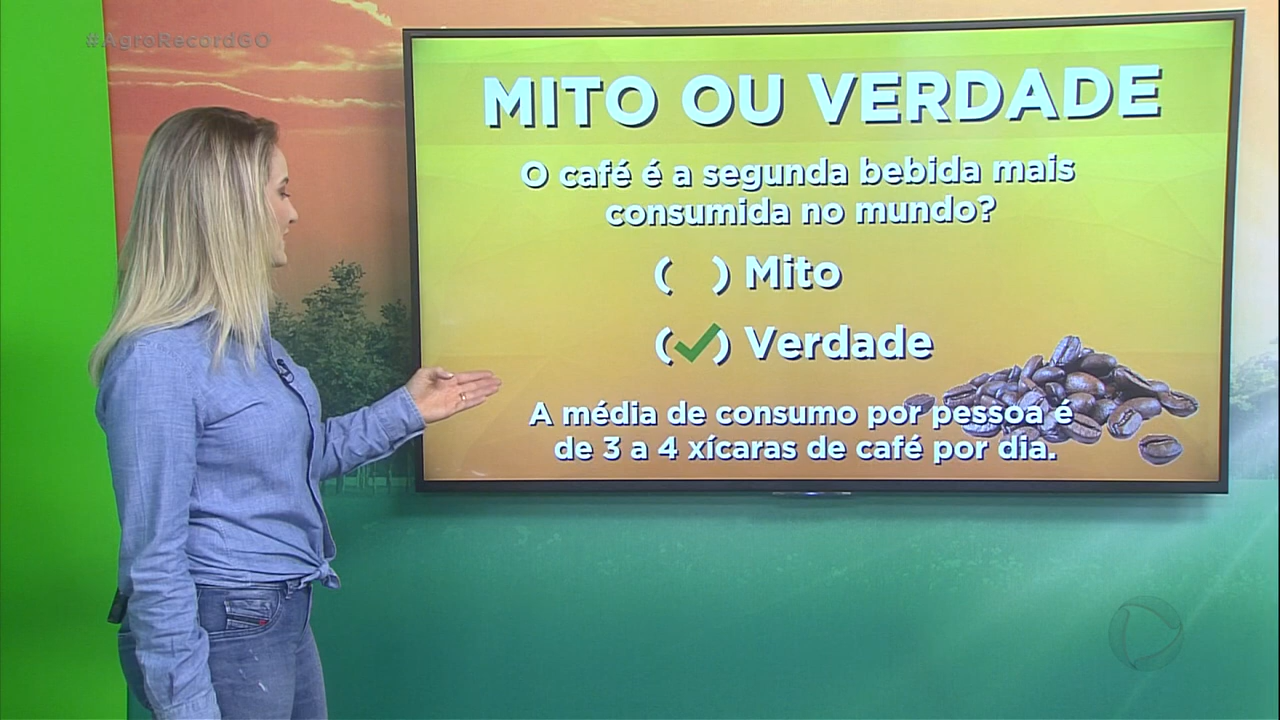 #AgroRecordGO
MITO OU VERDADE
O café é a segunda bebida mais
consumida no mundo?
( ) Mito
(✓) Verdade
A média de consumo por pessoa é
de 3 a 4 xícaras de café por dia.